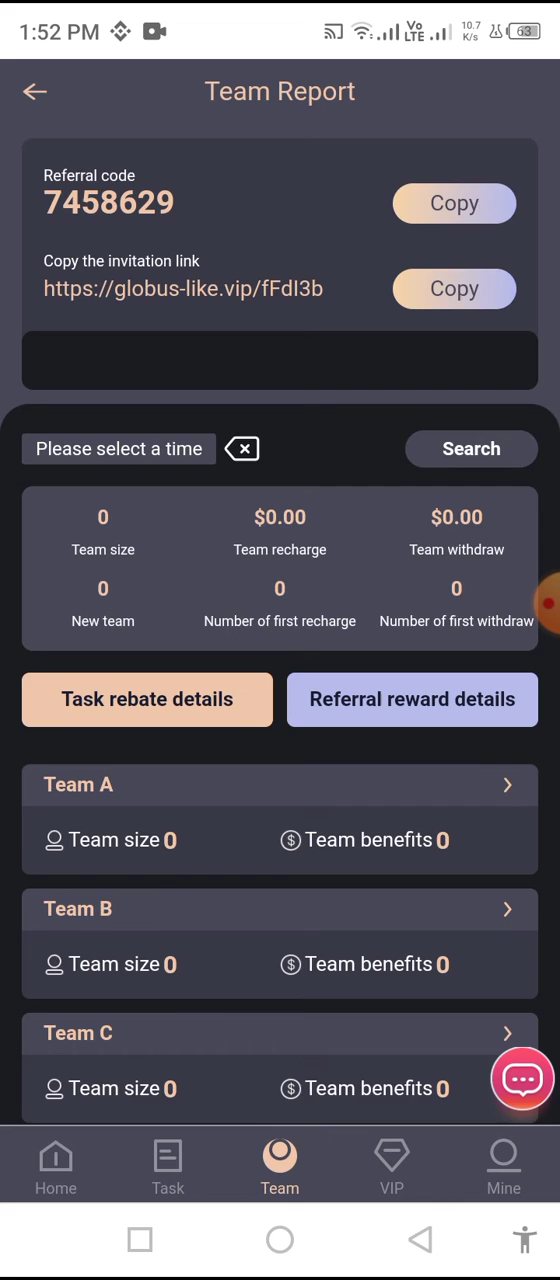 1:52 PM Vo LTE 10.7 K/s 63
Team Report
Referral code
7458629
Copy
Copy the invitation link
https://globus-like.vip/fFdI3b
Copy
Please select a time
Search
0 $0.00 $0.00
Team size Team recharge Team withdraw
0 0 0
New team Number of first recharge Number of first withdraw
Task rebate details Referral reward details
Team A
Team size 0 Team benefits 0
Team B
Team size 0 Team benefits 0
Team C
Team size 0 Team benefits 0
Home Task Team VIP Mine